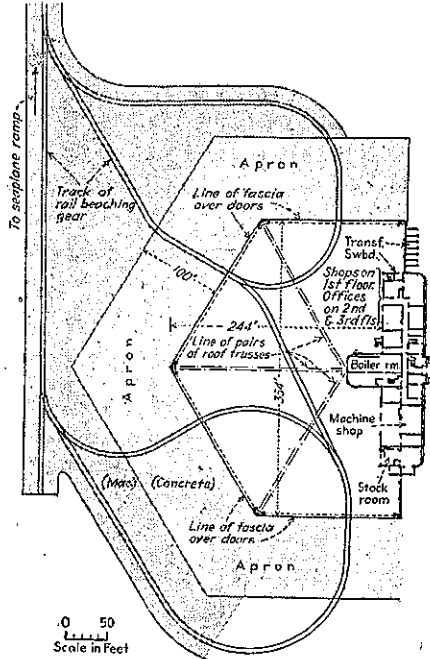 To seaplane ramp
Track of
rail beaching
gear
Apron
Line of fascia
over doors
100'
Transf.
Swbd.
Shops on
1st floor.
Offices
on 2nd
& 3rd fls
244'
Line of pairs
of roof trusses
Boiler rm.
354'
Apron
Machine
shop
Stock
room
(Mac)
(Concrete)
Line of fascia
over doors
Apron
0 50
Scale in Feet